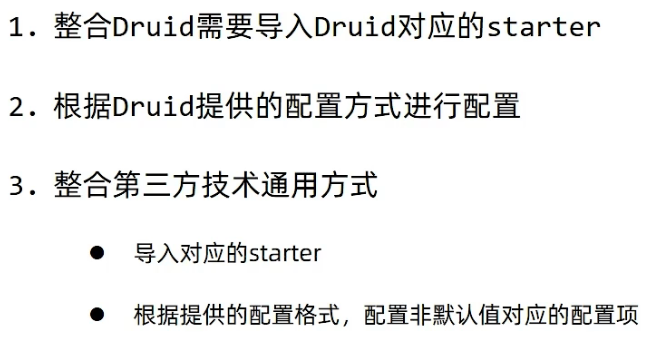 1. 整合Druid需要导入Druid对应的starter
2. 根据Druid提供的配置方式进行配置
3. 整合第三方技术通用方式
● 导入对应的starter
● 根据提供的配置格式，配置非默认值对应的配置项